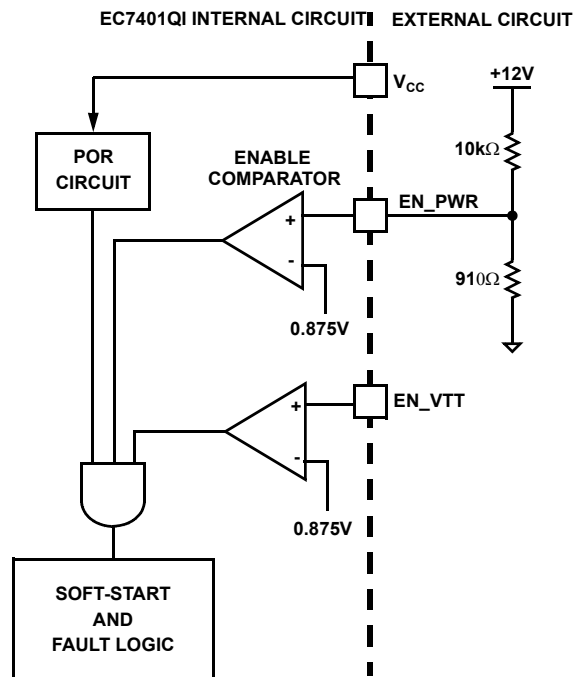 EC7401QI INTERNAL CIRCUIT
EXTERNAL CIRCUIT
VCC
+12V
POR
CIRCUIT
ENABLE
COMPARATOR
10kΩ
EN_PWR
+
-
910Ω
0.875V
EN_VTT
+
-
0.875V
SOFT-START
AND
FAULT LOGIC